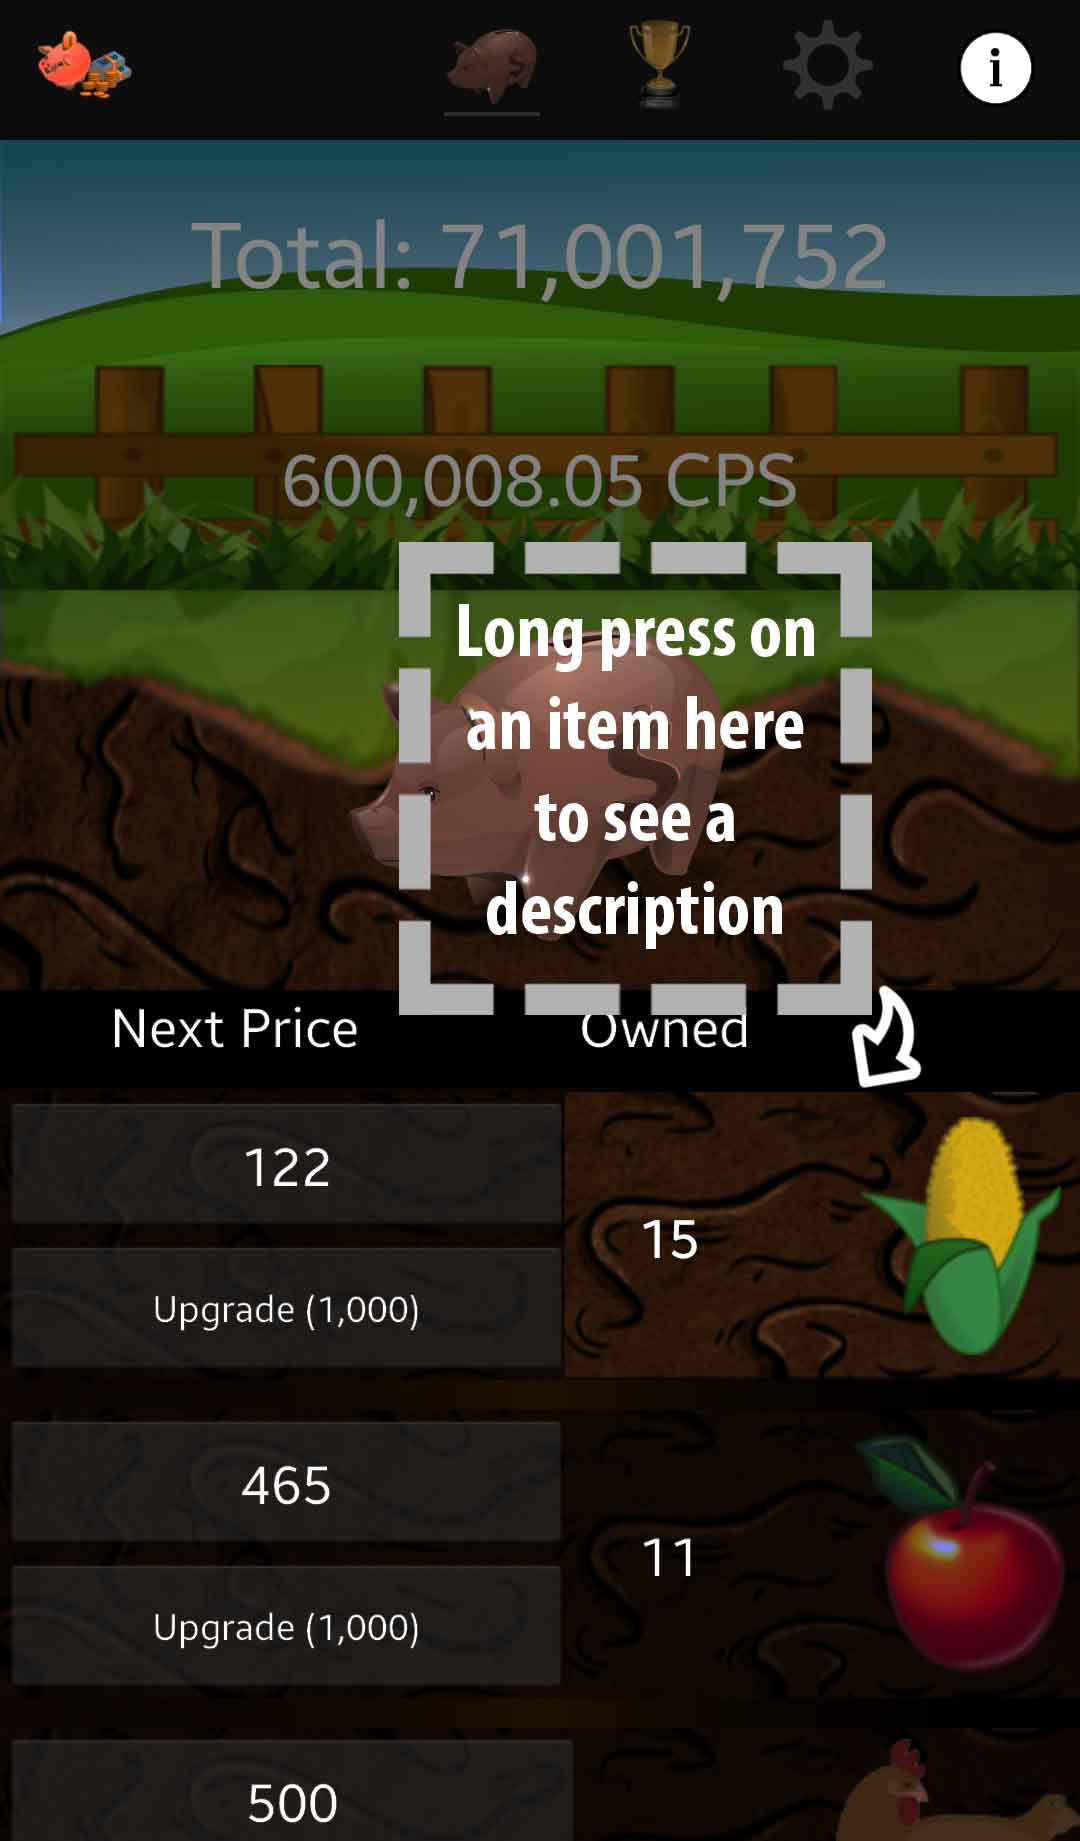 i
Total: 71,001,752
600,008.05 CPS
Long press on
an item here
to see a
description
Next Price Owned
122
15
Upgrade (1,000)
465
11
Upgrade (1,000)
500